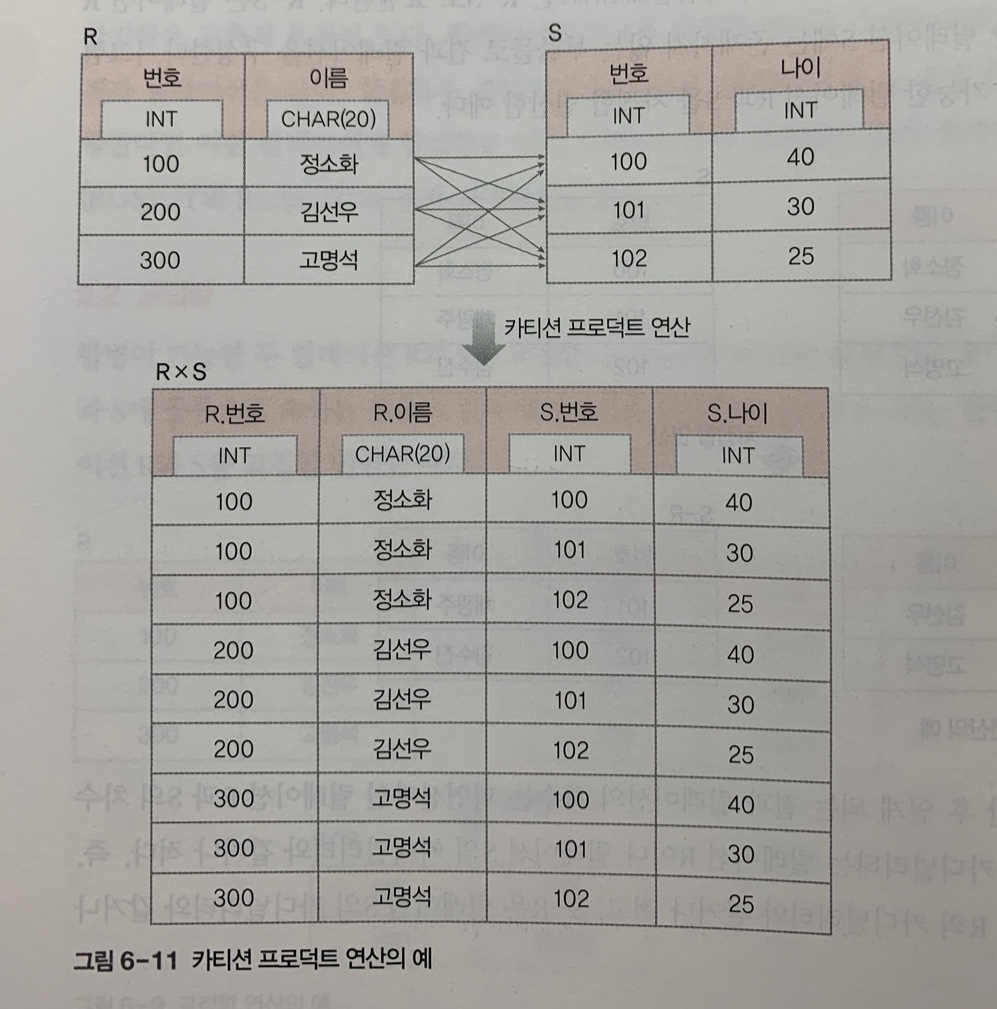 R
번호 이름
INT CHAR(20)
100 정소화
200 김선우
300 고명석
S
번호 나이
INT INT
100 40
101 30
102 25
카티션 프로덕트 연산
R×S
R.번호 R.이름 S.번호 S.나이
INT CHAR(20) INT INT
100 정소화 100 40
100 정소화 101 30
100 정소화 102 25
200 김선우 100 40
200 김선우 101 30
200 김선우 102 25
300 고명석 100 40
300 고명석 101 30
300 고명석 102 25
그림 6-11 카티션 프로덕트 연산의 예